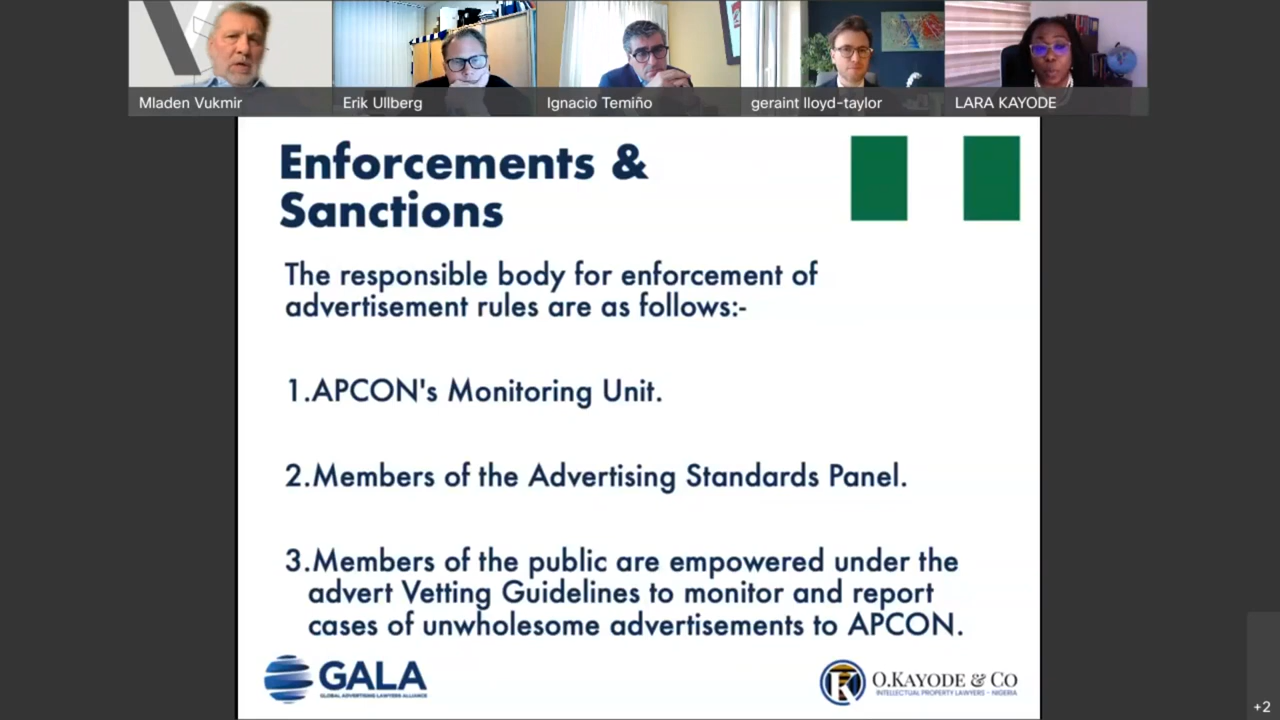 Mladen Vukmir
Erik Ullberg
Ignacio Temiño
geraint lloyd-taylor
LARA KAYODE
Enforcements &
Sanctions
The responsible body for enforcement of
advertisement rules are as follows:-
1.APCON's Monitoring Unit.
2.Members of the Advertising Standards Panel.
3.Members of the public are empowered under the
advert Vetting Guidelines to monitor and report
cases of unwholesome advertisements to APCON.
GALA
GLOBAL ADVERTISING LAWYERS ALLIANCE
O.KAYODE & CO
INTELLECTUAL PROPERTY LAWYERS - NIGERIA
+2